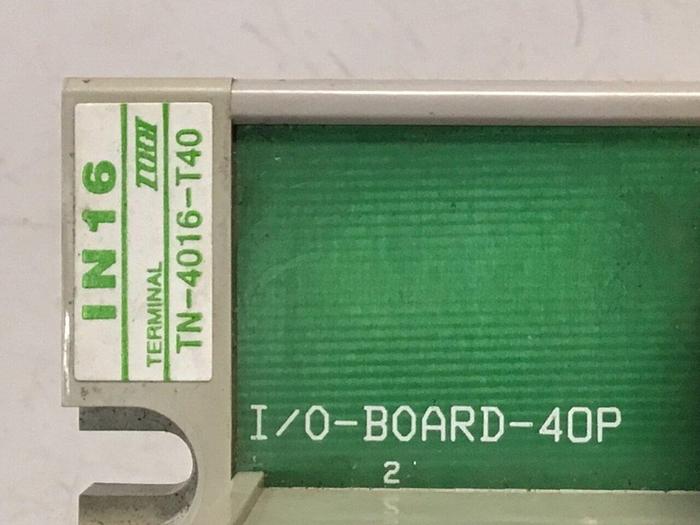 IN16
TERMINAL
TN-4016-T40
I/O-BOARD-40P
2